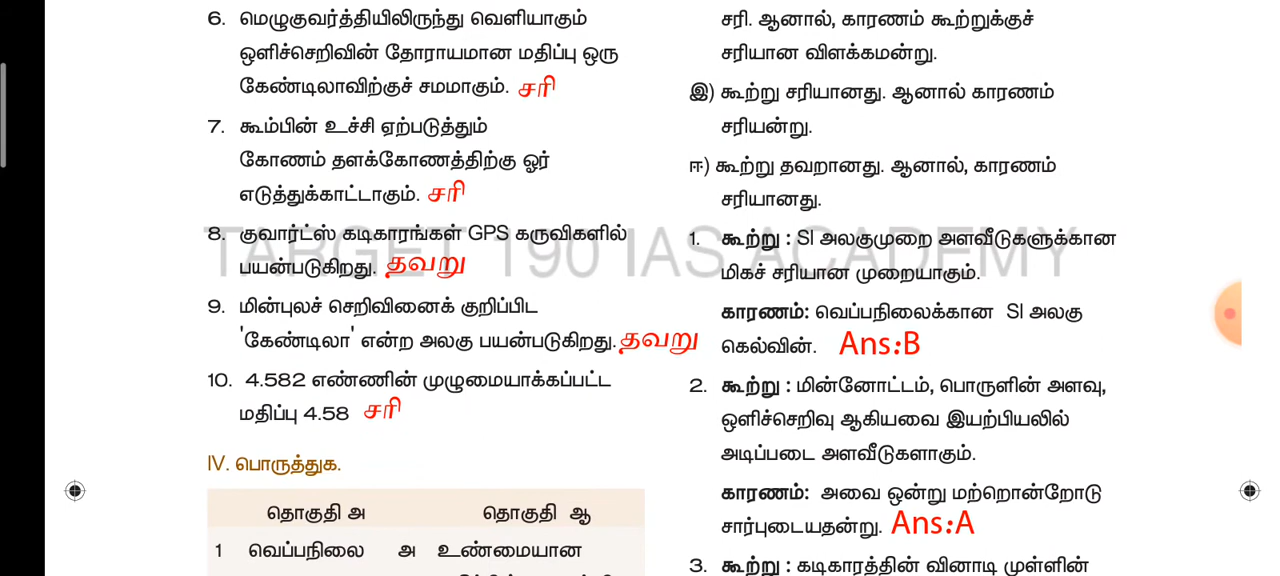 6. மெழுகுவர்த்தியிலிருந்து வெளியாகும்
ஒளிச்செறிவின் தோராயமான மதிப்பு ஒரு
கேண்டிலாவிற்குச் சமமாகும். சரி
7. கூம்பின் உச்சி ஏற்படுத்தும்
கோணம் தளக்கோணத்திற்கு ஓர்
எடுத்துக்காட்டாகும். சரி
8. குவார்ட்ஸ் கடிகாரங்கள் GPS கருவிகளில்
பயன்படுகிறது. தவறு
9. மின்புலச் செறிவினைக் குறிப்பிட
'கேண்டிலா' என்ற அலகு பயன்படுகிறது. தவறு
10. 4.582 எண்ணின் முழுமையாக்கப்பட்ட
மதிப்பு 4.58 சரி
IV. பொருத்துக.
தொகுதி அ தொகுதி ஆ
1 வெப்பநிலை அ உண்மையான
சரி. ஆனால், காரணம் கூற்றுக்குச்
சரியான விளக்கமன்று.
இ) கூற்று சரியானது. ஆனால் காரணம்
சரியன்று.
ஈ) கூற்று தவறானது. ஆனால், காரணம்
சரியானது.
1. கூற்று : SI அலகுமுறை அளவீடுகளுக்கான
மிகச் சரியான முறையாகும்.
காரணம்: வெப்பநிலைக்கான SI அலகு
கெல்வின். Ans:B
2. கூற்று : மின்னோட்டம், பொருளின் அளவு,
ஒளிச்செறிவு ஆகியவை இயற்பியலில்
அடிப்படை அளவீடுகளாகும்.
காரணம்: அவை ஒன்று மற்றொன்றோடு
சார்புடையதன்று. Ans:A
3. கூற்று : கடிகாரத்தின் வினாடி முள்ளின்
TARGET 190 IAS ACADEMY